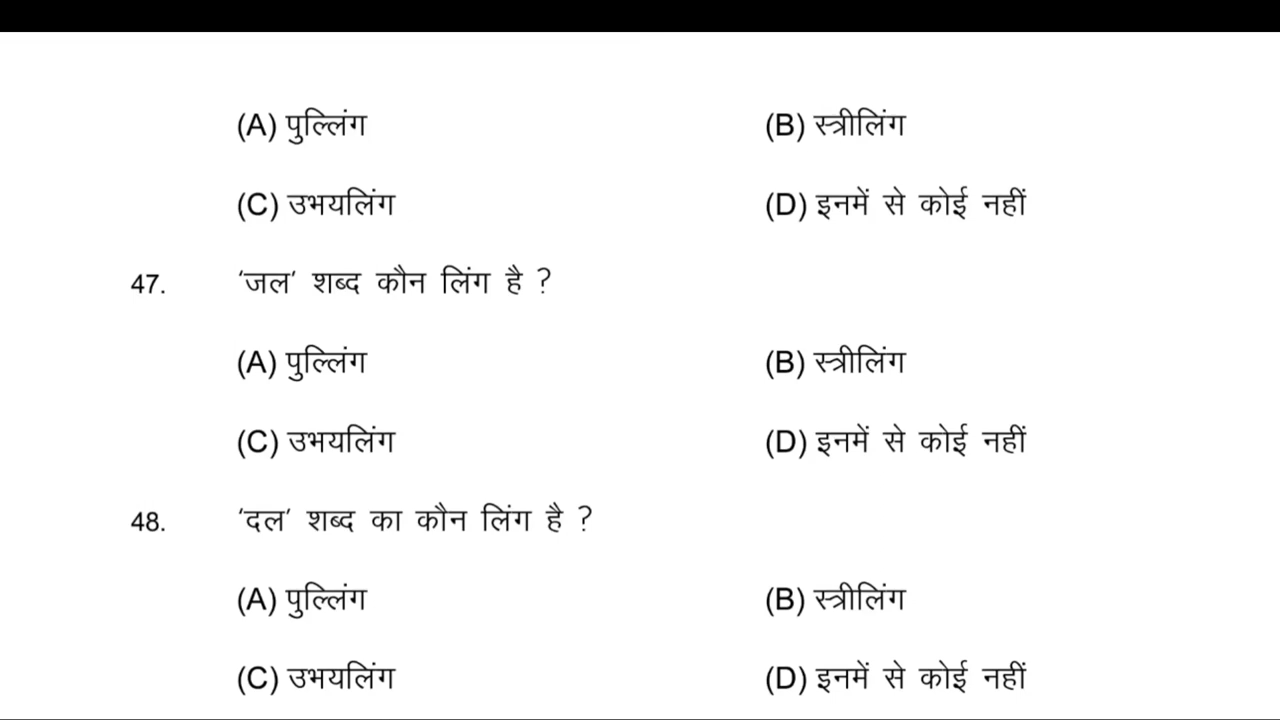 (A) पुल्लिंग (B) स्त्रीलिंग
(C) उभयलिंग (D) इनमें से कोई नहीं
47. ‘जल’ शब्द कौन लिंग है ?
(A) पुल्लिंग (B) स्त्रीलिंग
(C) उभयलिंग (D) इनमें से कोई नहीं
48. ‘दल’ शब्द का कौन लिंग है ?
(A) पुल्लिंग (B) स्त्रीलिंग
(C) उभयलिंग (D) इनमें से कोई नहीं